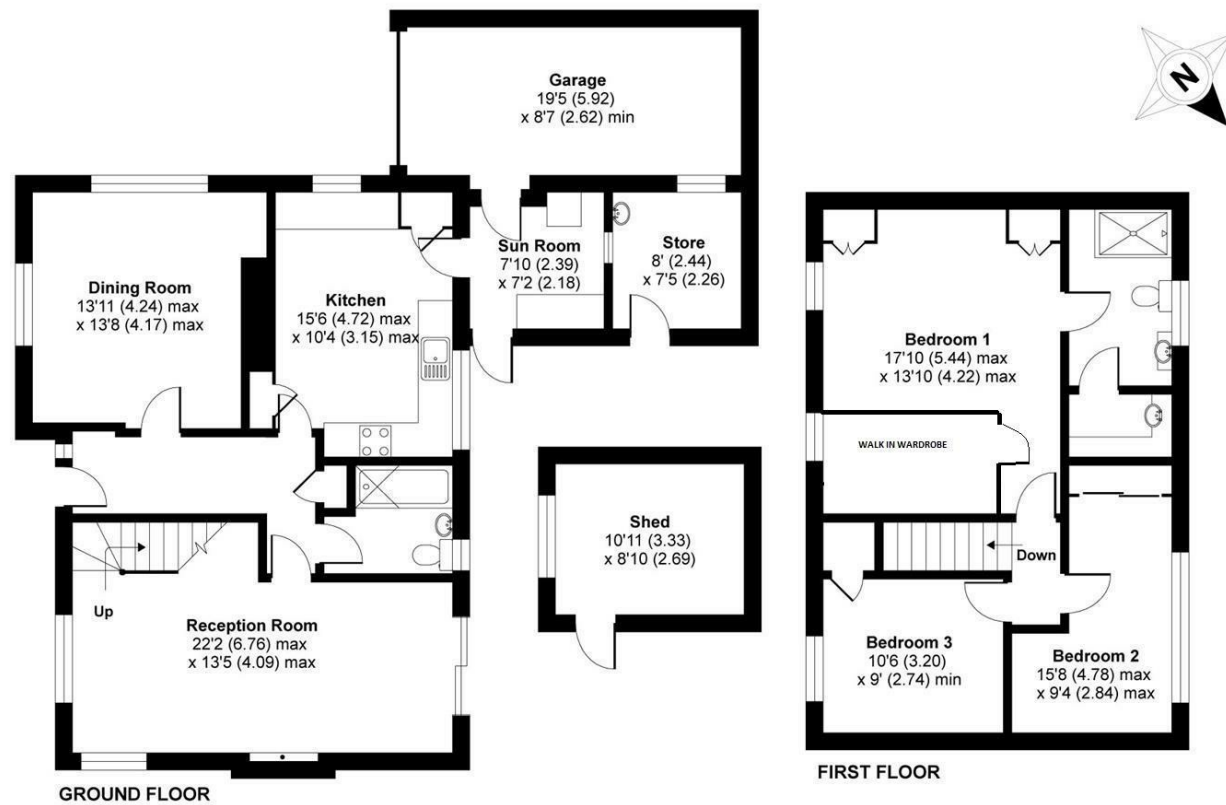 Garage
19'5 (5.92)
x 8'7 (2.62) min
N
Dining Room
13'11 (4.24) max
x 13'8 (4.17) max
Kitchen
15'6 (4.72) max
x 10'4 (3.15) max
Sun Room
7'10 (2.39)
x 7'2 (2.18)
Store
8' (2.44)
x 7'5 (2.26)
Shed
10'11 (3.33)
x 8'10 (2.69)
Up
Reception Room
22'2 (6.76) max
x 13'5 (4.09) max
GROUND FLOOR
Bedroom 1
17'10 (5.44) max
x 13'10 (4.22) max
WALK IN WARDROBE
Down
Bedroom 3
10'6 (3.20)
x 9' (2.74) min
Bedroom 2
15'8 (4.78) max
x 9'4 (2.84) max
FIRST FLOOR